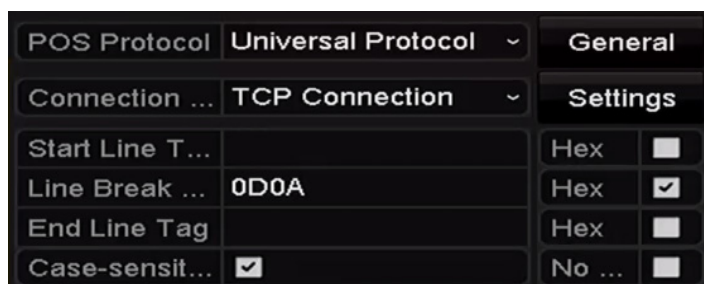 POS Protocol Universal Protocol General
Connection ... TCP Connection Settings
Start Line T... Hex
Line Break ... 0D0A Hex
End Line Tag Hex
Case-sensit... No ...